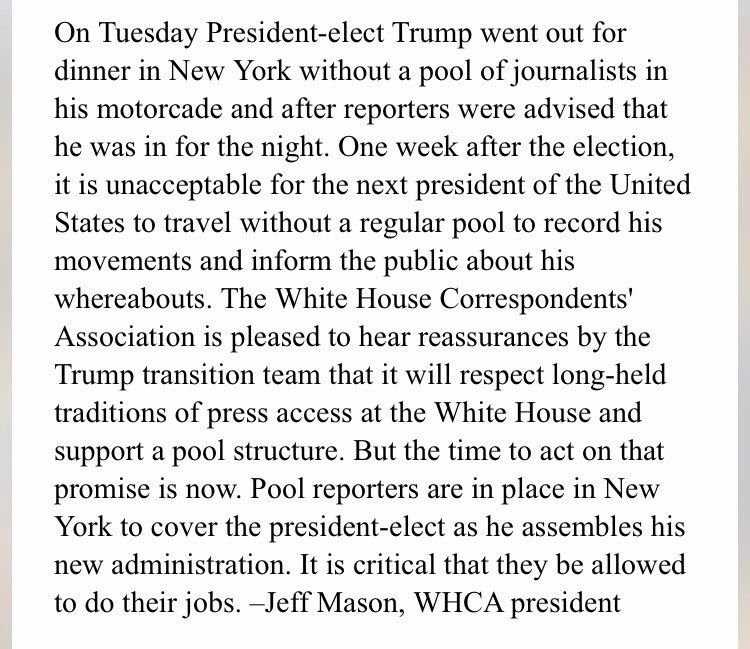 On Tuesday President-elect Trump went out for
dinner in New York without a pool of journalists in
his motorcade and after reporters were advised that
he was in for the night. One week after the election,
it is unacceptable for the next president of the United
States to travel without a regular pool to record his
movements and inform the public about his
whereabouts. The White House Correspondents'
Association is pleased to hear reassurances by the
Trump transition team that it will respect long-held
traditions of press access at the White House and
support a pool structure. But the time to act on that
promise is now. Pool reporters are in place in New
York to cover the president-elect as he assembles his
new administration. It is critical that they be allowed
to do their jobs. –Jeff Mason, WHCA president